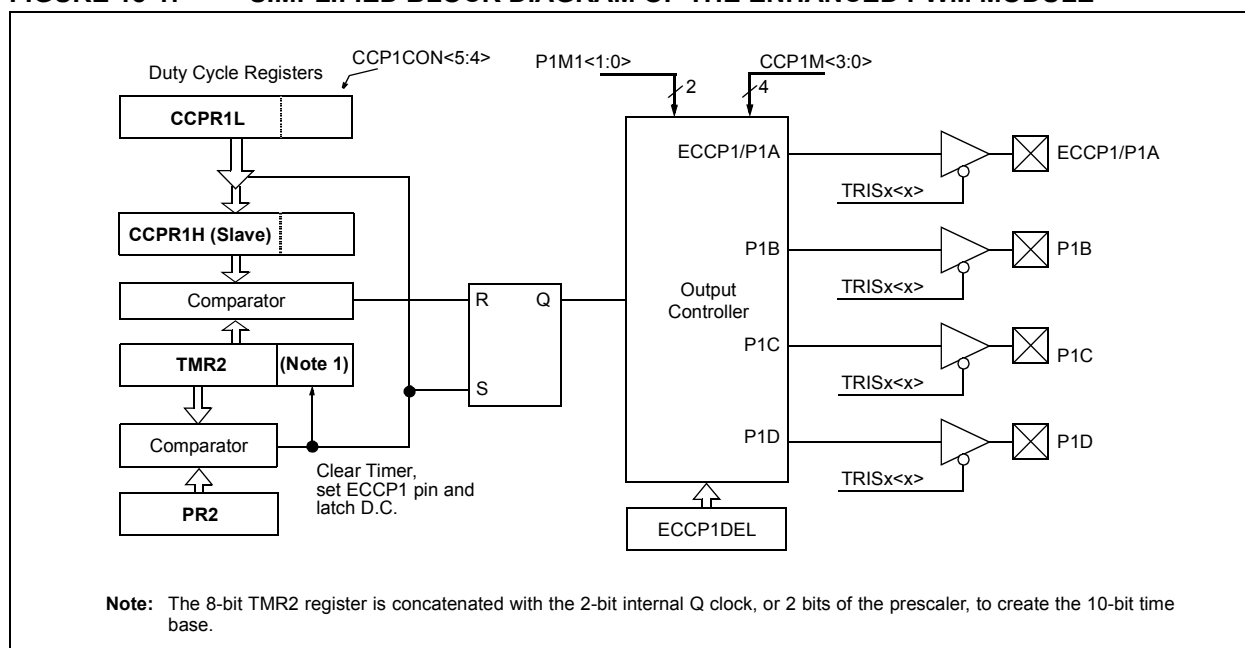 Duty Cycle Registers
CCP1CON<5:4>
P1M1<1:0>
CCP1M<3:0>
2
4
CCPR1L
ECCP1/P1A
ECCP1/P1A
TRISx<x>
CCPR1H (Slave)
P1B
P1B
TRISx<x>
Comparator
R
Q
Output
Controller
TMR2
(Note 1)
P1C
P1C
S
TRISx<x>
Comparator
P1D
P1D
Clear Timer,
set ECCP1 pin and
latch D.C.
TRISx<x>
PR2
ECCP1DEL
Note: The 8-bit TMR2 register is concatenated with the 2-bit internal Q clock, or 2 bits of the prescaler, to create the 10-bit time
base.